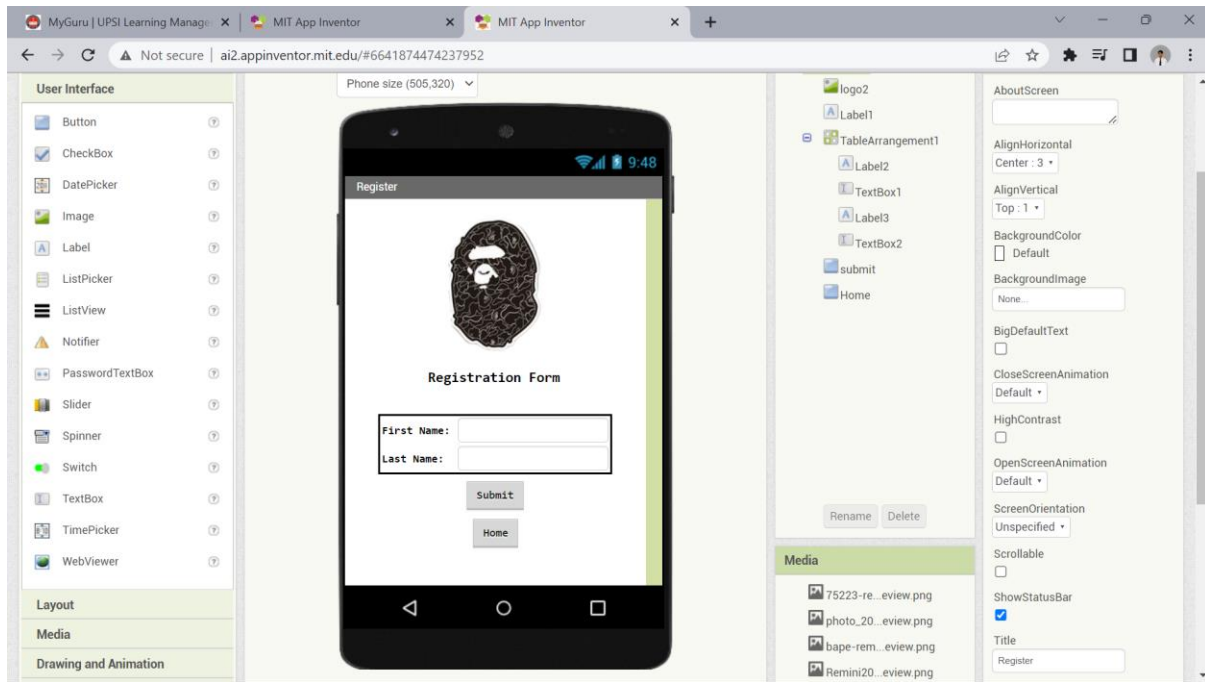 MyGuru | UPSI Learning Manage
MIT App Inventor
MIT App Inventor
Not secure | ai2.appinventor.mit.edu/#6641874474237952
User Interface
Button
CheckBox
DatePicker
Image
Label
ListPicker
ListView
Notifier
PasswordTextBox
Slider
Spinner
Switch
TextBox
TimePicker
WebViewer
Layout
Media
Drawing and Animation
Phone size (505,320)
9:48
Register
Registration Form
First Name:
Last Name:
Submit
Home
logo2
Label1
TableArrangement1
Label2
TextBox1
Label3
TextBox2
submit
Home
Rename Delete
Media
75223-re...eview.png
photo_20...eview.png
bape-rem...eview.png
Remini20...eview.png
AboutScreen
AlignHorizontal
Center : 3
AlignVertical
Top : 1
BackgroundColor
Default
BackgroundImage
None...
BigDefaultText
CloseScreenAnimation
Default
HighContrast
OpenScreenAnimation
Default
ScreenOrientation
Unspecified
Scrollable
ShowStatusBar
Title
Register